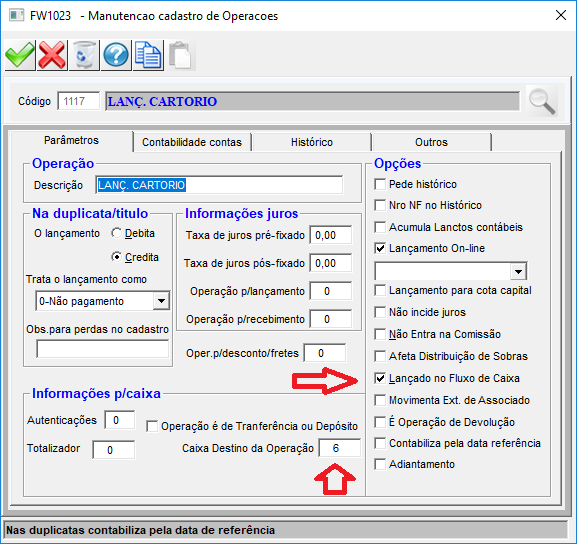 FW1023 - Manutencao cadastro de Operacoes
Código 1117 LANÇ. CARTORIO
Parâmetros Contabilidade contas Histórico Outros
Operação
Descrição LANÇ. CARTORIO
Na duplicata/titulo
O lançamento Debita
Credita
Trata o lançamento como
0-Não pagamento
Obs.para perdas no cadastro
Informações juros
Taxa de juros pré-fixado 0,00
Taxa de juros pós-fixado 0,00
Operação p/lançamento 0
Operação p/recebimento 0
Oper.p/desconto/fretes 0
Informações p/caixa
Autenticações 0
Operação é de Tranferência ou Depósito
Totalizador 0
Caixa Destino da Operação 6
Opções
Pede histórico
Nro NF no Histórico
Acumula Lanctos contábeis
Lançamento On-line
Lançamento para cota capital
Não incide juros
Não Entra na Comissão
Afeta Distribuição de Sobras
Lançado no Fluxo de Caixa
Movimenta Ext. de Associado
É Operação de Devolução
Contabiliza pela data referência
Adiantamento
Nas duplicatas contabiliza pela data de referência